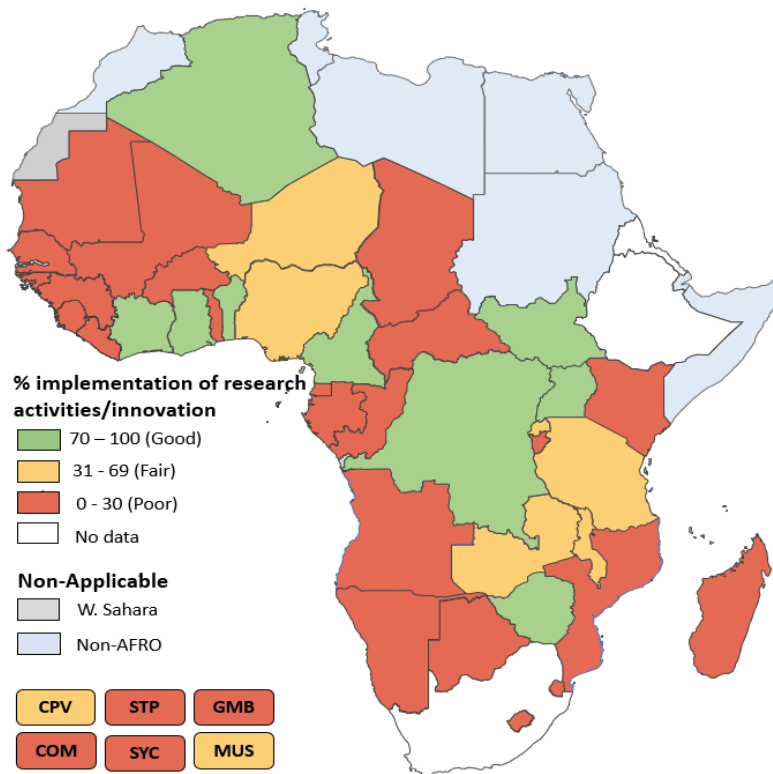 % implementation of research
activities/innovation
70 – 100 (Good)
31 - 69 (Fair)
0 - 30 (Poor)
No data
Non-Applicable
W. Sahara
Non-AFRO
CPV STP GMB
COM SYC MUS